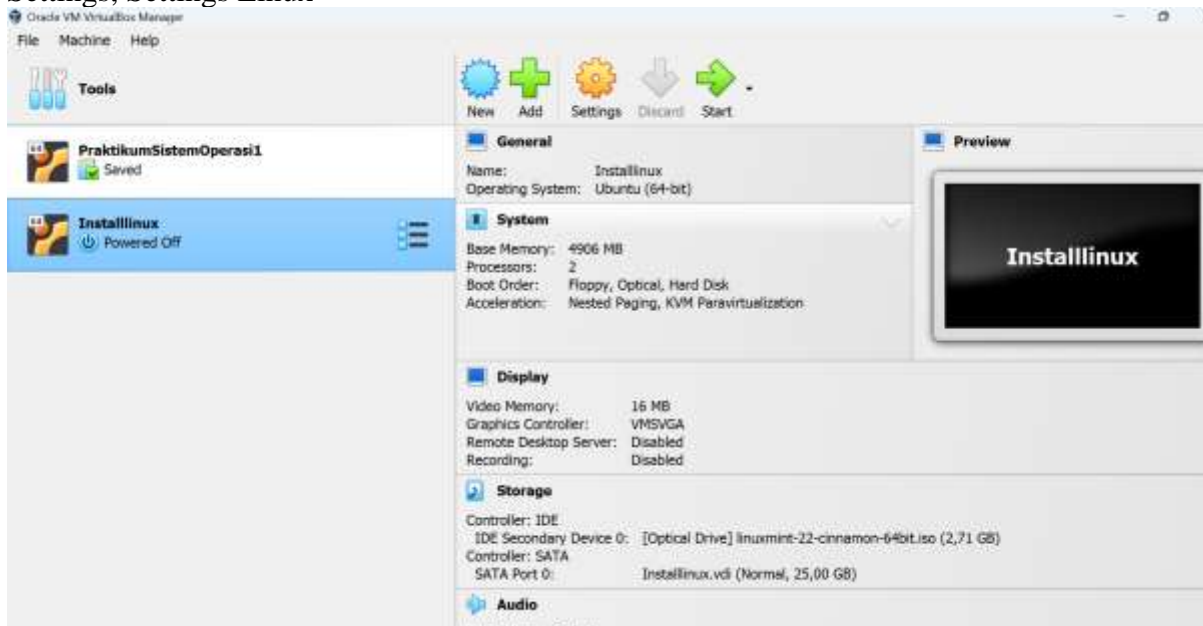 Settings, Settings Linux
Oracle VM VirtualBox Manager
File Machine Help
Tools
New Add Settings Discard Start
PraktikumSistemOperasi1
Saved
Installlinux
Powered Off
General
Name: Installlinux
Operating System: Ubuntu (64-bit)
System
Base Memory: 4906 MB
Processors: 2
Boot Order: Floppy, Optical, Hard Disk
Acceleration: Nested Paging, KVM Paravirtualization
Preview
Installlinux
Display
Video Memory: 16 MB
Graphics Controller: VMSVGA
Remote Desktop Server: Disabled
Recording: Disabled
Storage
Controller: IDE
IDE Secondary Device 0: [Optical Drive] linuxmint-22-cinnamon-64bit.iso (2,71 GB)
Controller: SATA
SATA Port 0: Installlinux.vdi (Normal, 25,00 GB)
Audio